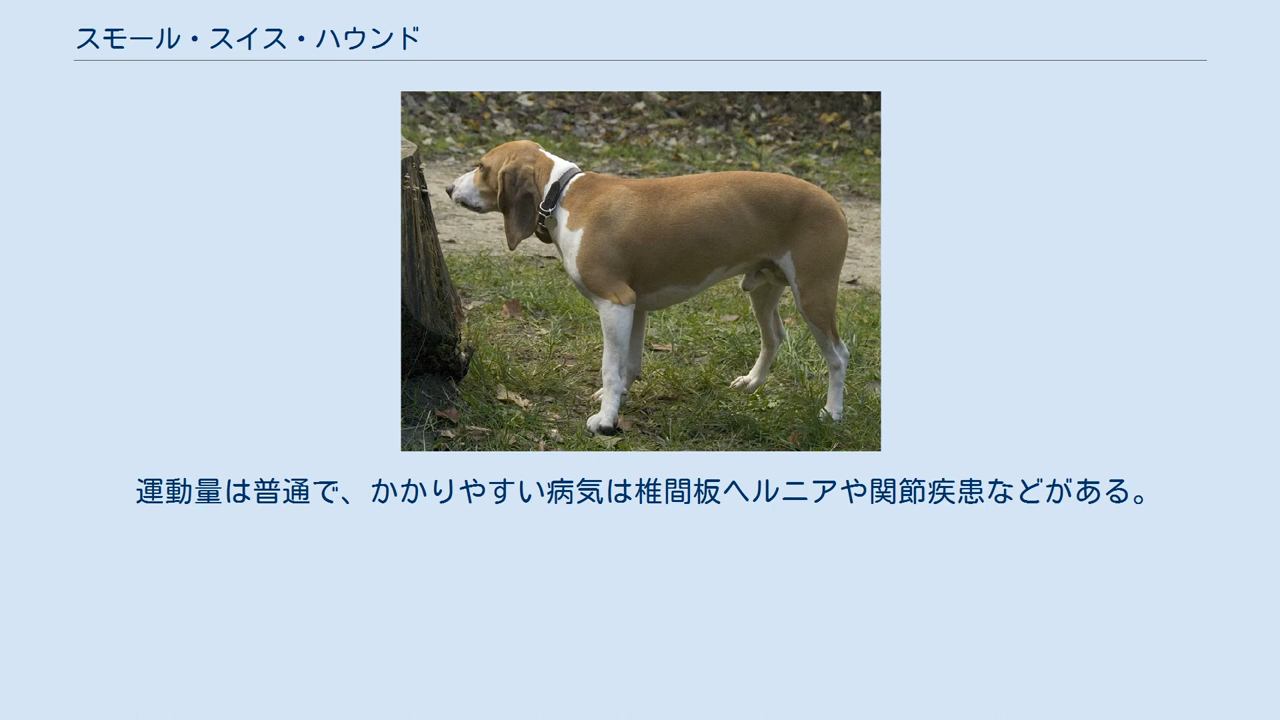 スモール・スイス・ハウンド
運動量は普通で、かかりやすい病気は椎間板ヘルニアや関節疾患などがある。